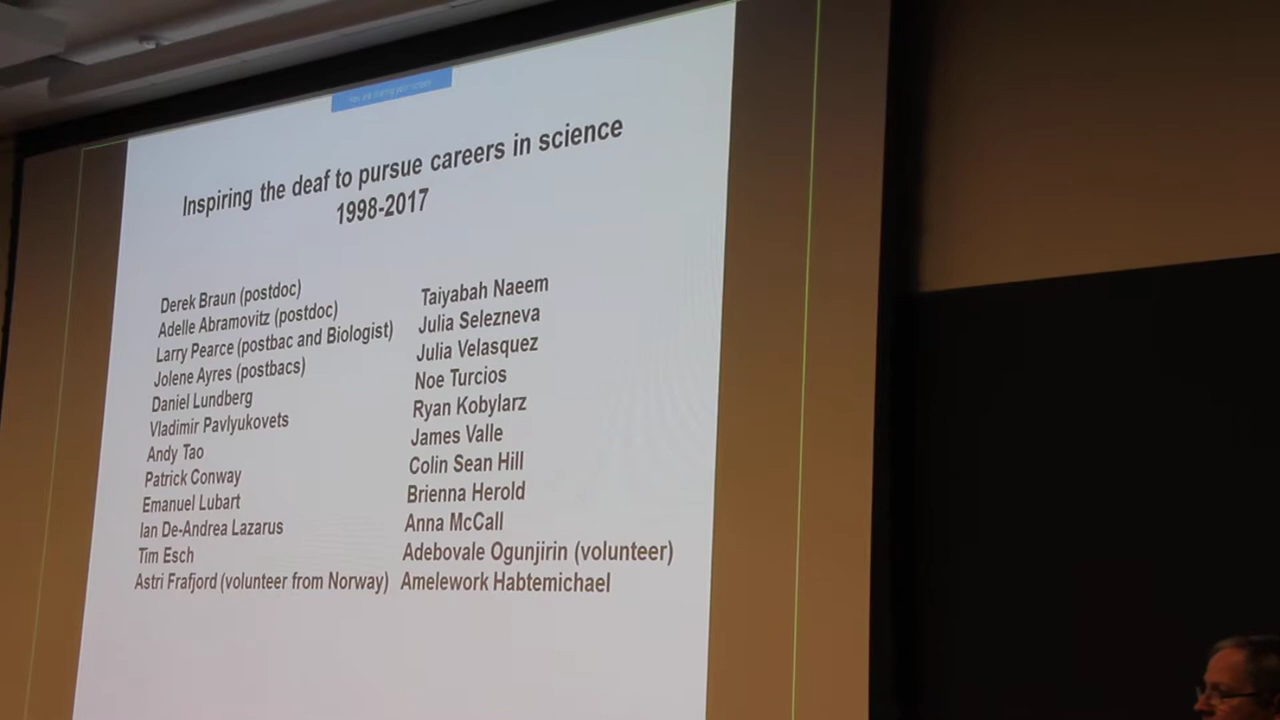 Inspiring the deaf to pursue careers in science
1998-2017
Derek Braun (postdoc)
Adelle Abramovitz (postdoc)
Larry Pearce (postbac and Biologist)
Jolene Ayres (postbacs)
Daniel Lundberg
Vladimir Pavlyukovets
Andy Tao
Patrick Conway
Emanuel Lubart
Ian De-Andrea Lazarus
Tim Esch
Astri Frafjord (volunteer from Norway)
Taiyabah Naeem
Julia Selezneva
Julia Velasquez
Noe Turcios
Ryan Kobylarz
James Valle
Colin Sean Hill
Brienna Herold
Anna McCall
Adebovale Ogunjirin (volunteer)
Amelework Habtemichael